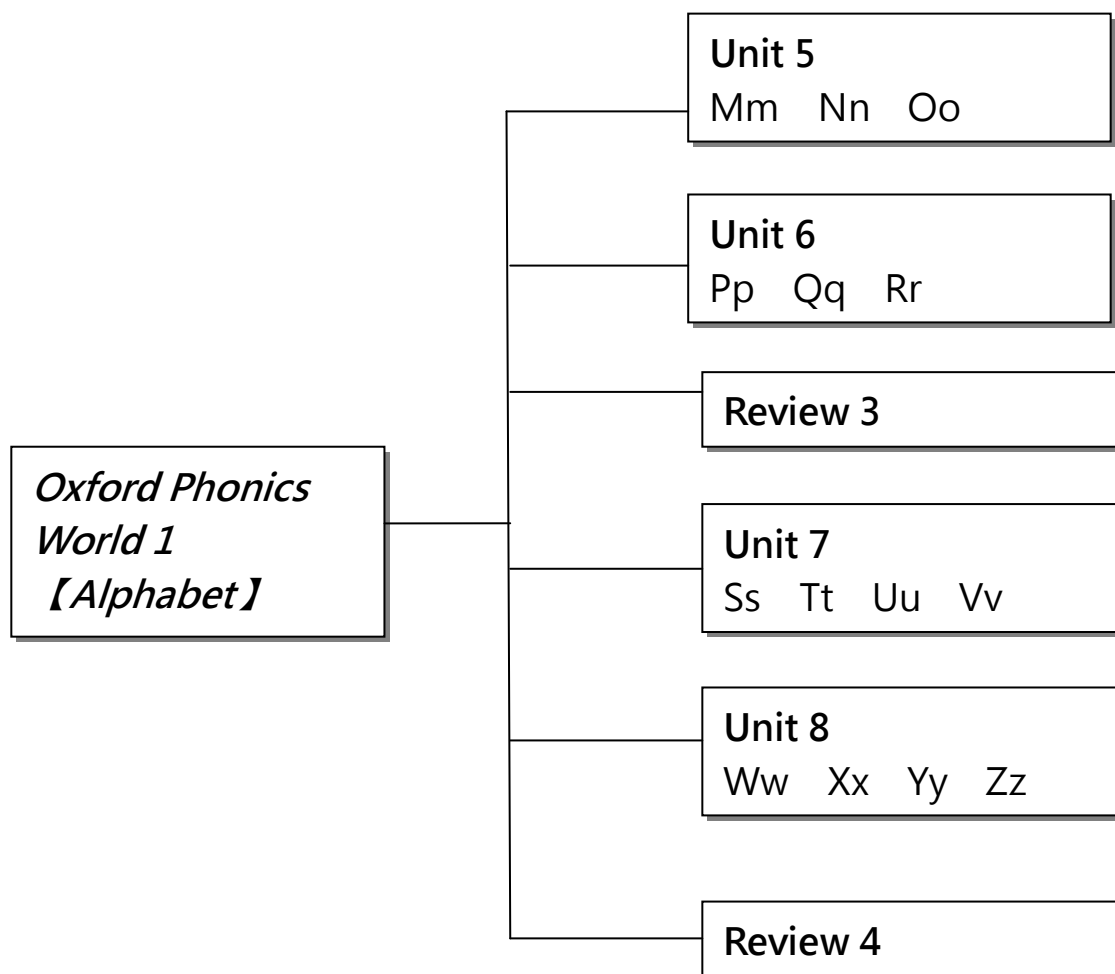 Unit 5
Mm Nn Oo
Unit 6
Pp Qq Rr
Review 3
Oxford Phonics
World 1
【Alphabet】
Unit 7
Ss Tt Uu Vv
Unit 8
Ww Xx Yy Zz
Review 4